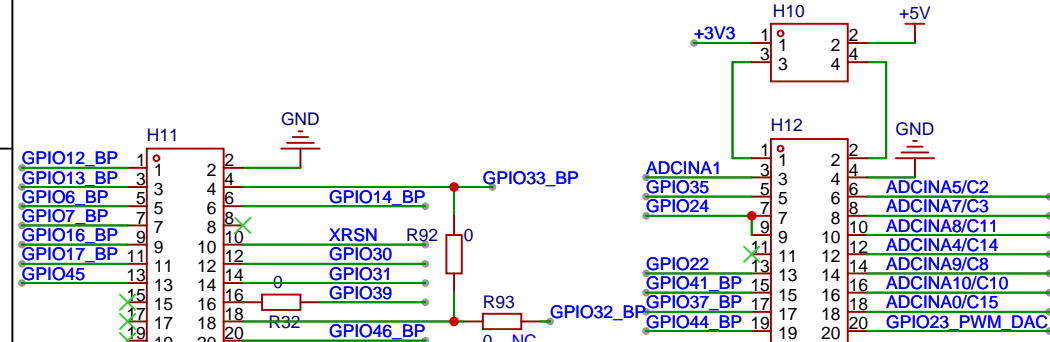 H10
+5V
+3V3
1 1 2 2
3 3 4 4
GND
H11
GPIO12_BP 1 1 2 2
GPIO13_BP 3 3 4 4 GPIO33_BP
GPIO6_BP 5 5 6 6 GPIO14_BP
GPIO7_BP 7 7 8 8
GPIO16_BP 9 9 10 10 XRSN
GPIO17_BP 11 11 12 12 GPIO30
GPIO45 13 13 14 14 GPIO31
15 15 16 16 0 R32 GPIO39
17 17 18 18
19 19 20 20 GPIO46_BP
R92 0
R93
0 NC
GPIO32_BP
H12
GND
1 1 2 2
ADCINA1 3 3 4 4
GPIO35 5 5 6 6 ADCINA5/C2
GPIO24 7 7 8 8 ADCINA7/C3
9 9 10 10 ADCINA8/C11
11 11 12 12 ADCINA4/C14
GPIO22 13 13 14 14 ADCINA9/C8
GPIO41_BP 15 15 16 16 ADCINA10/C10
GPIO37_BP 17 17 18 18 ADCINA0/C15
GPIO44_BP 19 19 20 20 GPIO23_PWM_DAC